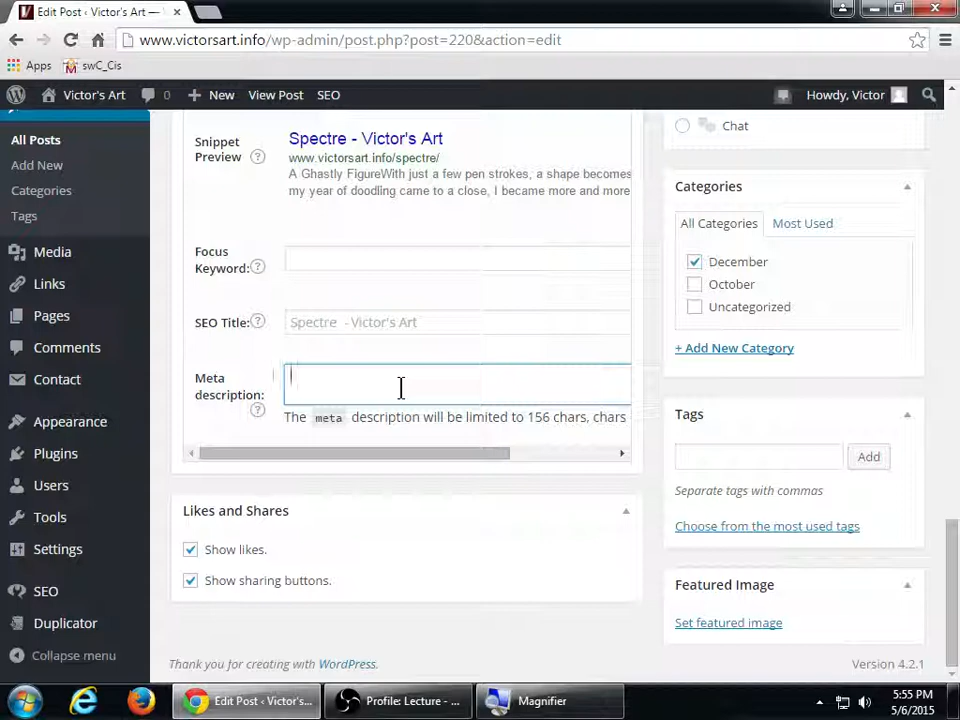 Edit Post ‹ Victor's Art —
www.victorsart.info/wp-admin/post.php?post=220&action=edit
Apps swC_Cis
Victor's Art 0 New View Post SEO Howdy, Victor
All Posts
Add New
Categories
Tags
Media
Links
Pages
Comments
Contact
Appearance
Plugins
Users
Tools
Settings
SEO
Duplicator
Collapse menu
Snippet
Preview ?
Spectre - Victor's Art
www.victorsart.info/spectre/
A Ghastly FigureWith just a few pen strokes, a shape becomes
my year of doodling came to a close, I became more and more
Focus
Keyword: ?
SEO Title: ? Spectre - Victor's Art
Meta
description:
?
The meta description will be limited to 156 chars, chars
Likes and Shares
Show likes.
Show sharing buttons.
Chat
Categories
All Categories Most Used
December
October
Uncategorized
+ Add New Category
Tags
Add
Separate tags with commas
Choose from the most used tags
Featured Image
Set featured image
Thank you for creating with WordPress. Version 4.2.1
Edit Post ‹ Victor's... Profile: Lecture - ... Magnifier
5:55 PM
5/6/2015